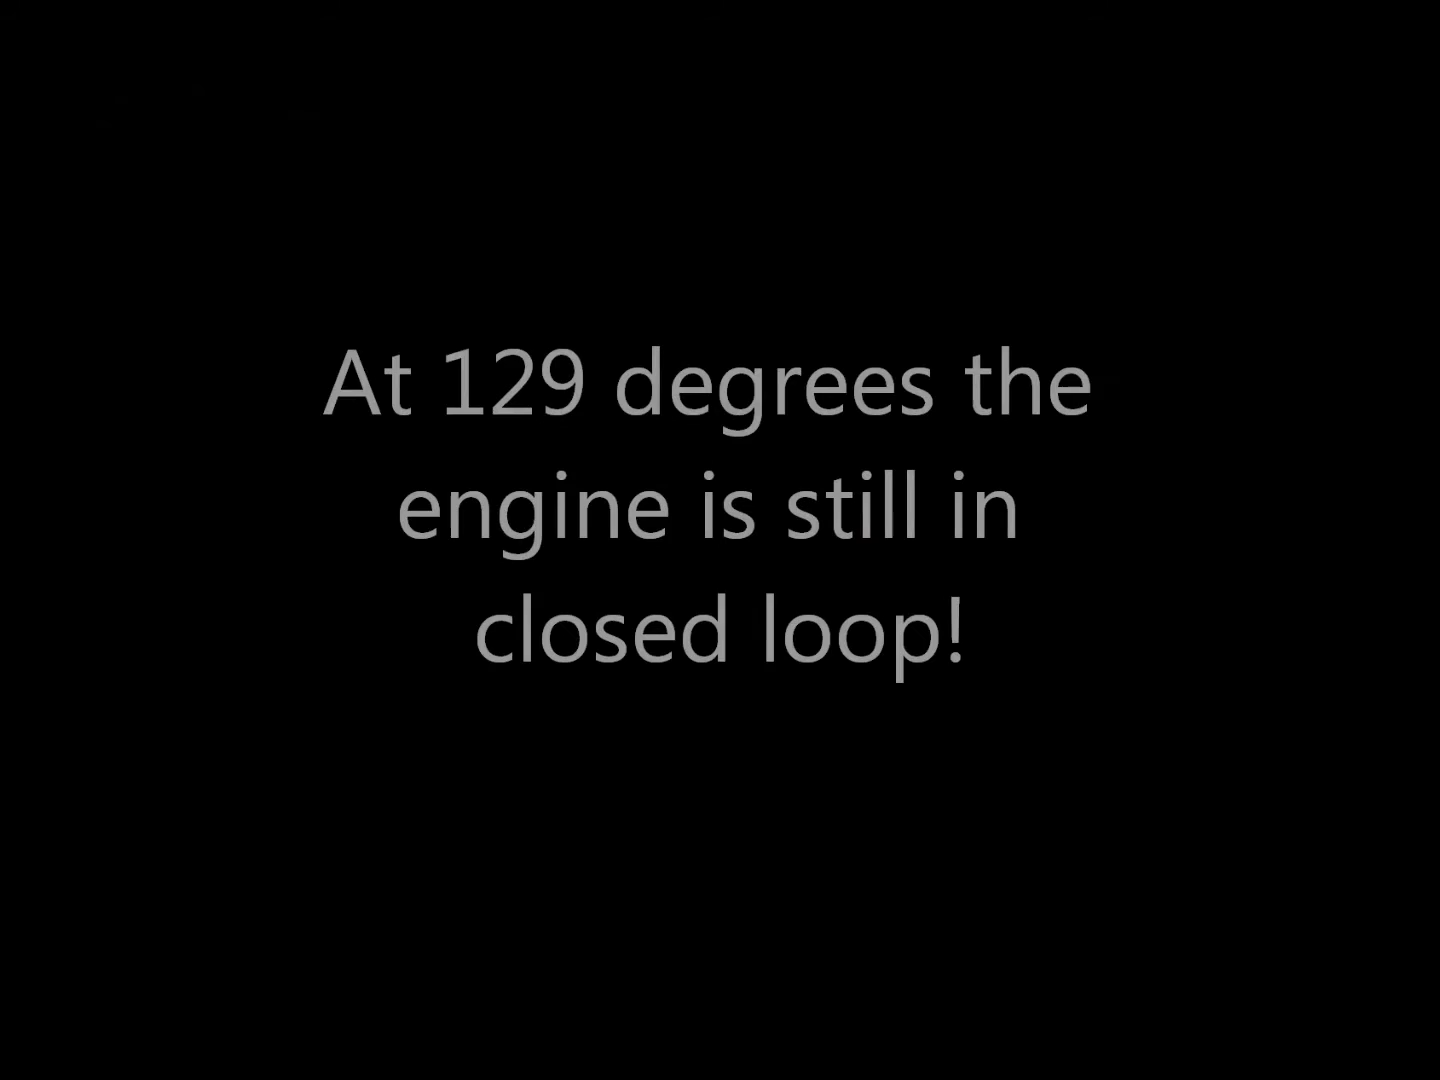 At 129 degrees the
engine is still in
closed loop!